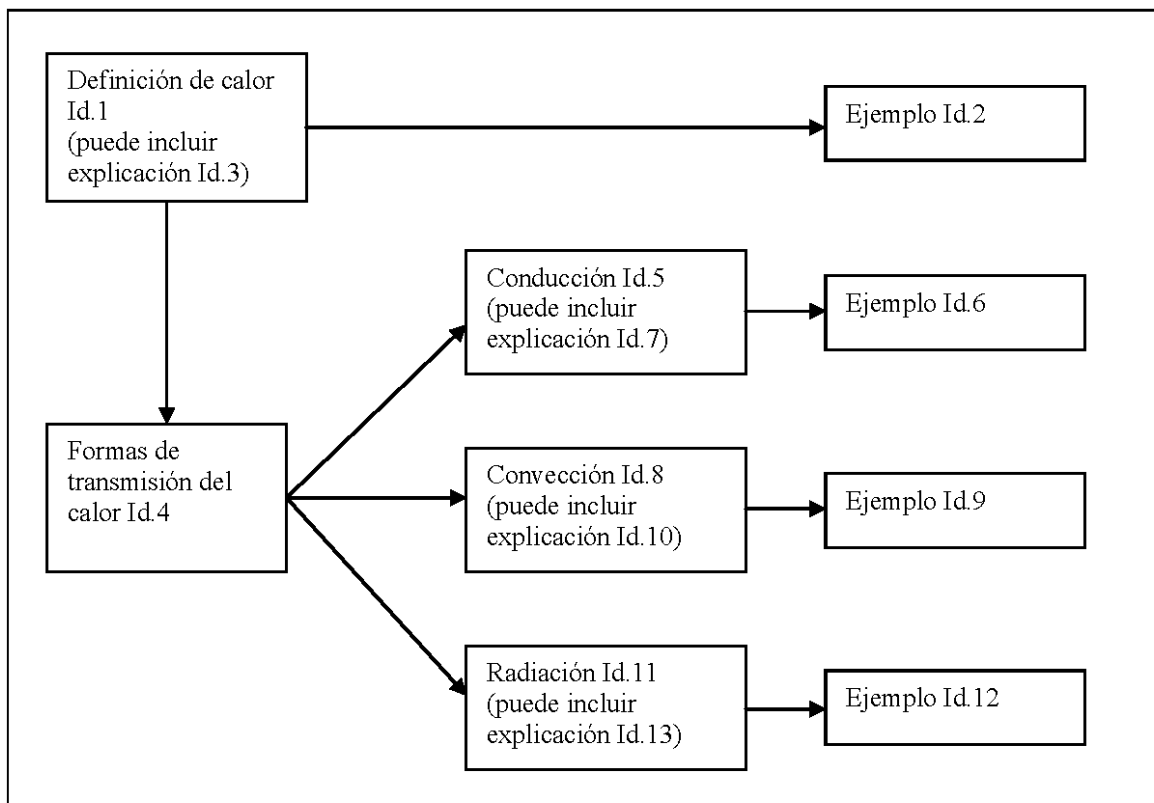 Definición de calor
Id.1
(puede incluir
explicación Id.3)
Ejemplo Id.2
Conducción Id.5
(puede incluir
explicación Id.7)
Ejemplo Id.6
Formas de
transmisión del
calor Id.4
Convección Id.8
(puede incluir
explicación Id.10)
Ejemplo Id.9
Radiación Id.11
(puede incluir
explicación Id.13)
Ejemplo Id.12